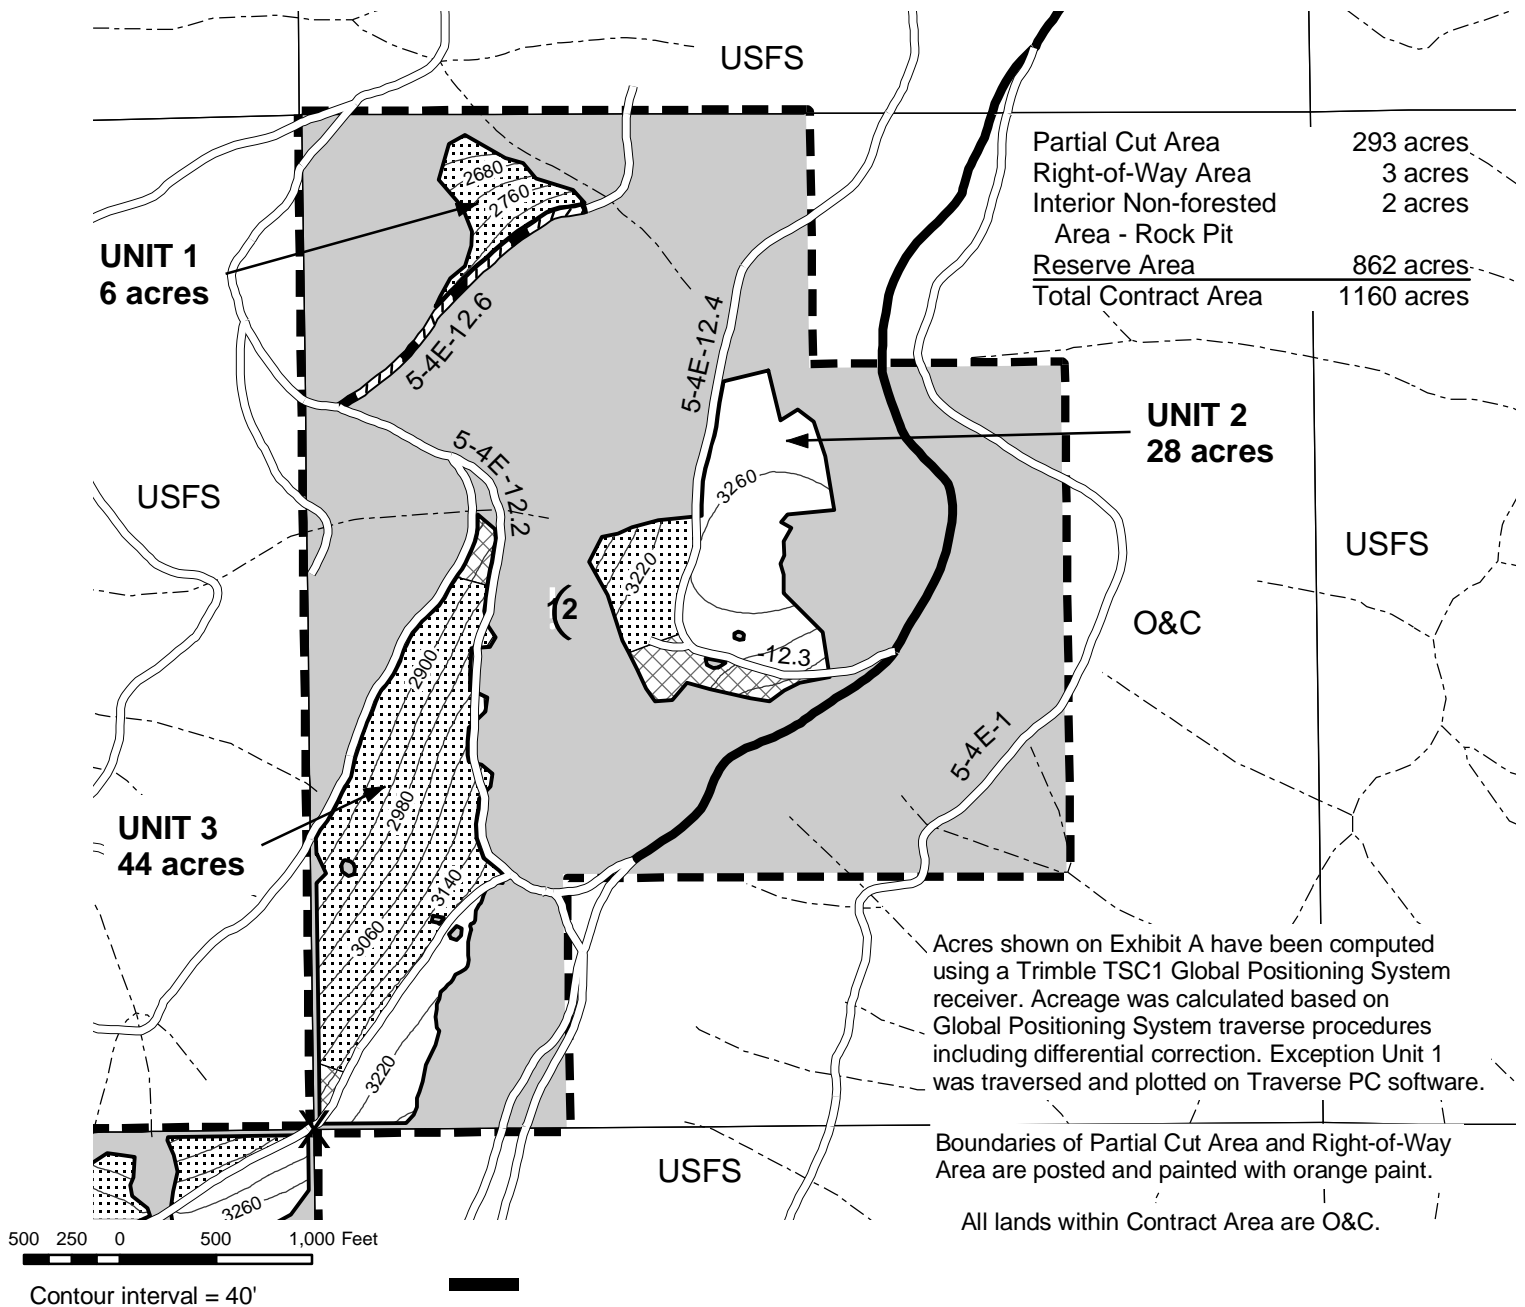 USFS
Partial Cut Area 293 acres
Right-of-Way Area 3 acres
Interior Non-forested 2 acres
Area - Rock Pit
Reserve Area 862 acres
Total Contract Area 1160 acres
2680
2760
UNIT 1
6 acres
5-4E-12.6
5-4E-12.4
UNIT 2
28 acres
5-4E-12.2
USFS
3260
USFS
3220
12
O&C
-12.3
2900
5-4E-1
2980
UNIT 3
44 acres
3140
3060
Acres shown on Exhibit A have been computed
using a Trimble TSC1 Global Positioning System
receiver. Acreage was calculated based on
Global Positioning System traverse procedures
including differential correction. Exception Unit 1
was traversed and plotted on Traverse PC software.
3220
Boundaries of Partial Cut Area and Right-of-Way
Area are posted and painted with orange paint.
USFS
3260
All lands within Contract Area are O&C.
500 250 0 500 1,000 Feet
Contour interval = 40'